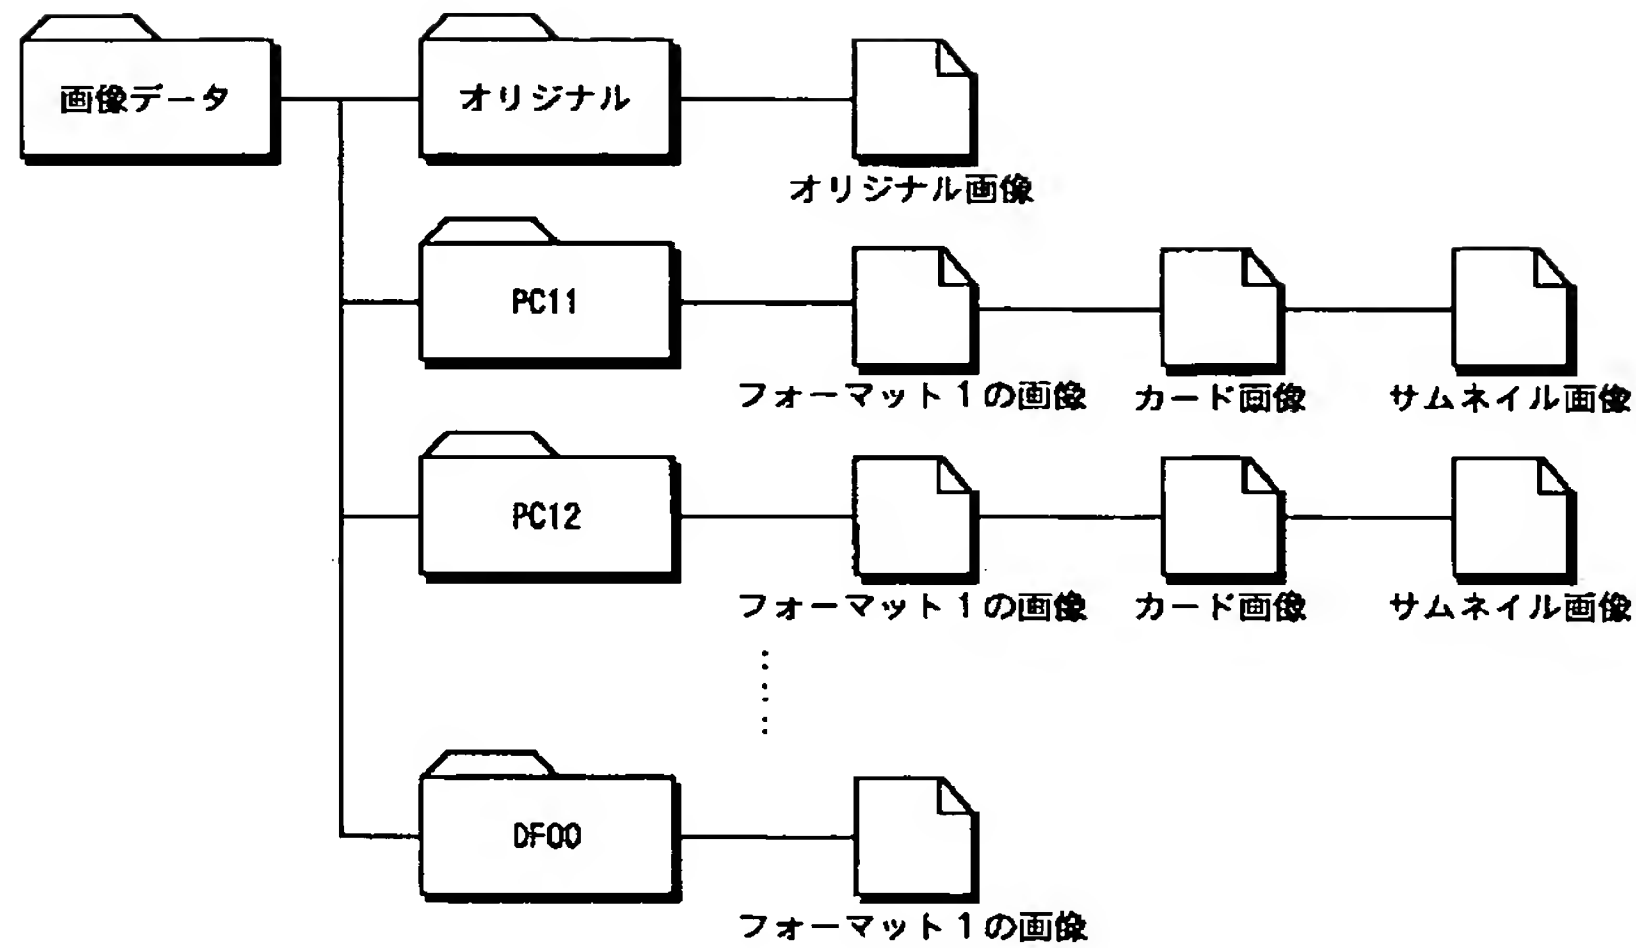 画像データ
オリジナル
オリジナル画像
PC11
フォーマット1の画像
カード画像
サムネイル画像
PC12
フォーマット1の画像
カード画像
サムネイル画像
DF00
フォーマット1の画像